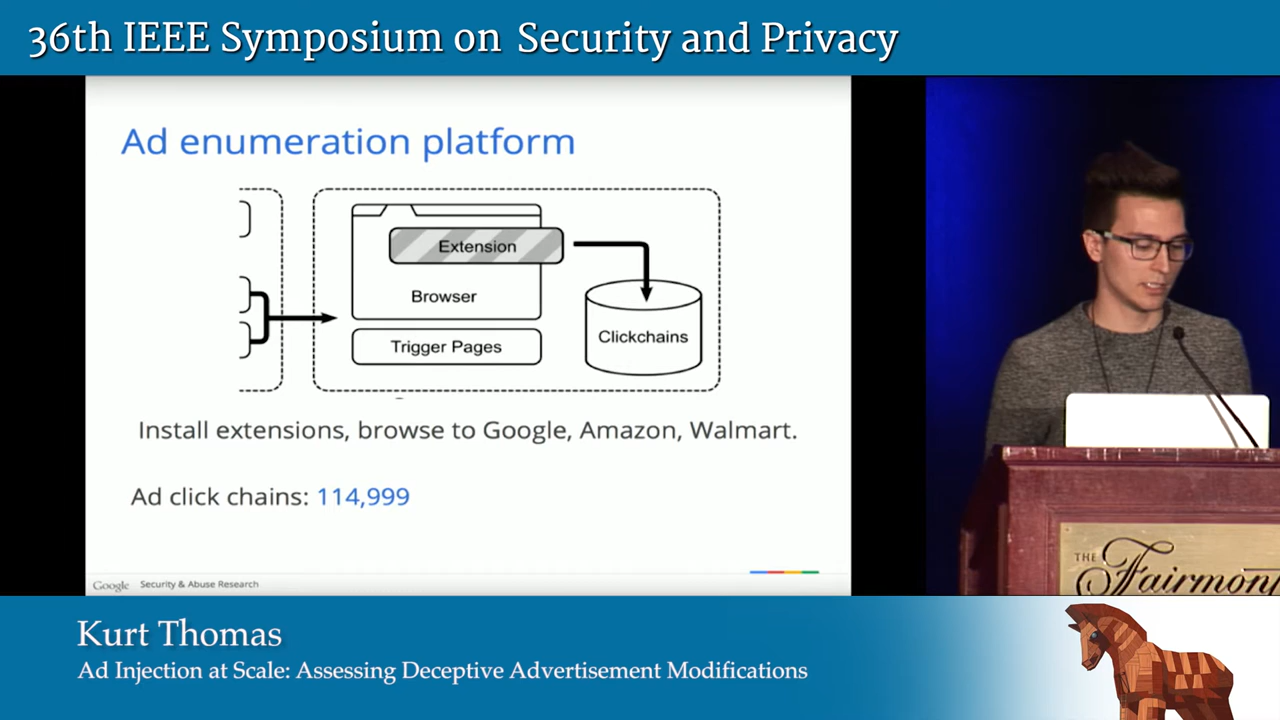 36th IEEE Symposium on Security and Privacy
Ad enumeration platform
Extension
Browser
Trigger Pages
Clickchains
Install extensions, browse to Google, Amazon, Walmart.
Ad click chains: 114,999
Google Security & Abuse Research
THE
Fairmont
Kurt Thomas
Ad Injection at Scale: Assessing Deceptive Advertisement Modifications